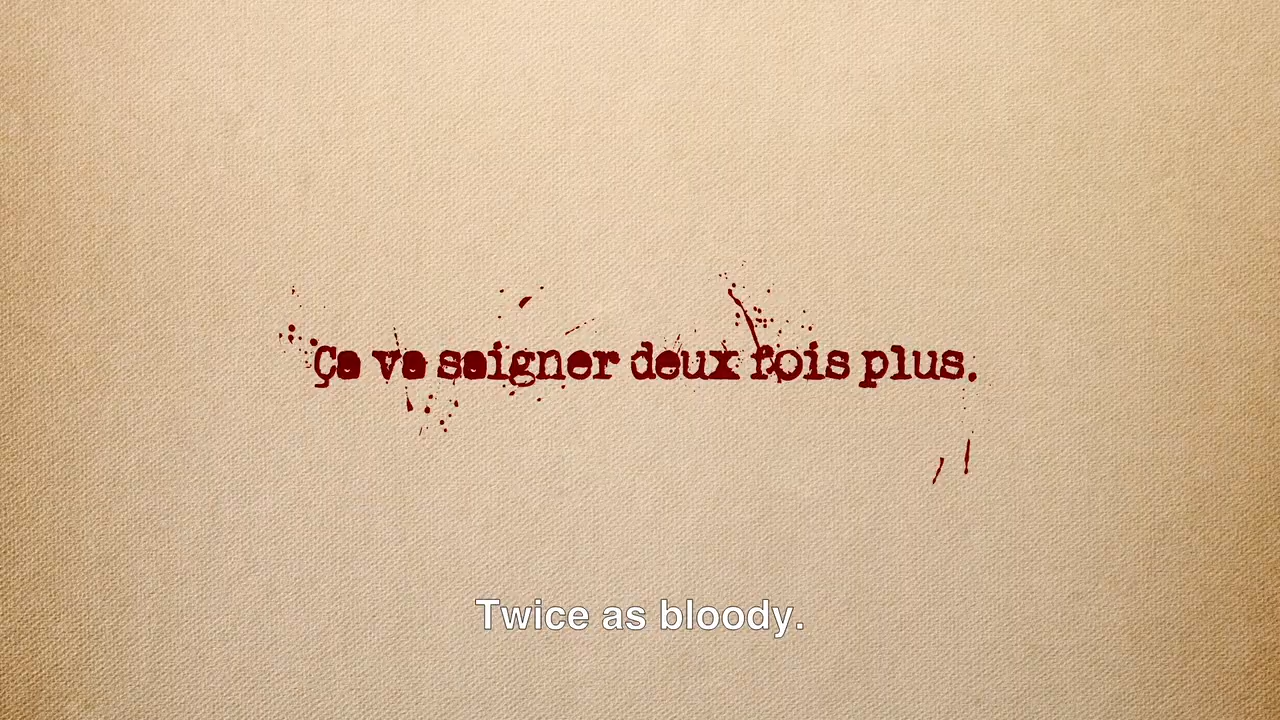 Ça va saigner deux fois plus.
Twice as bloody.